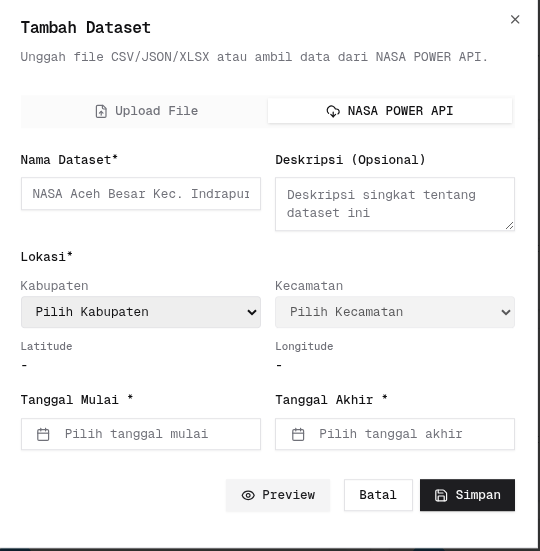 Tambah Dataset
Unggah file CSV/JSON/XLSX atau ambil data dari NASA POWER API.
Upload File
NASA POWER API
Nama Dataset*
Deskripsi (Opsional)
NASA Aceh Besar Kec. Indrapur
Deskripsi singkat tentang
dataset ini
Lokasi*
Kabupaten
Kecamatan
Pilih Kabupaten
Pilih Kecamatan
Latitude
Longitude
-
-
Tanggal Mulai *
Tanggal Akhir *
Pilih tanggal mulai
Pilih tanggal akhir
Preview
Batal
Simpan